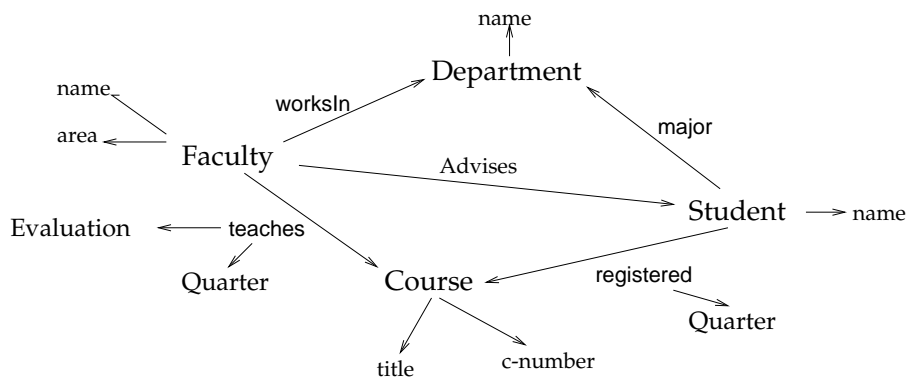 name
Department
name
worksIn
major
area
Faculty
Advises
Student
name
Evaluation
teaches
Quarter
Course
registered
Quarter
title
c-number